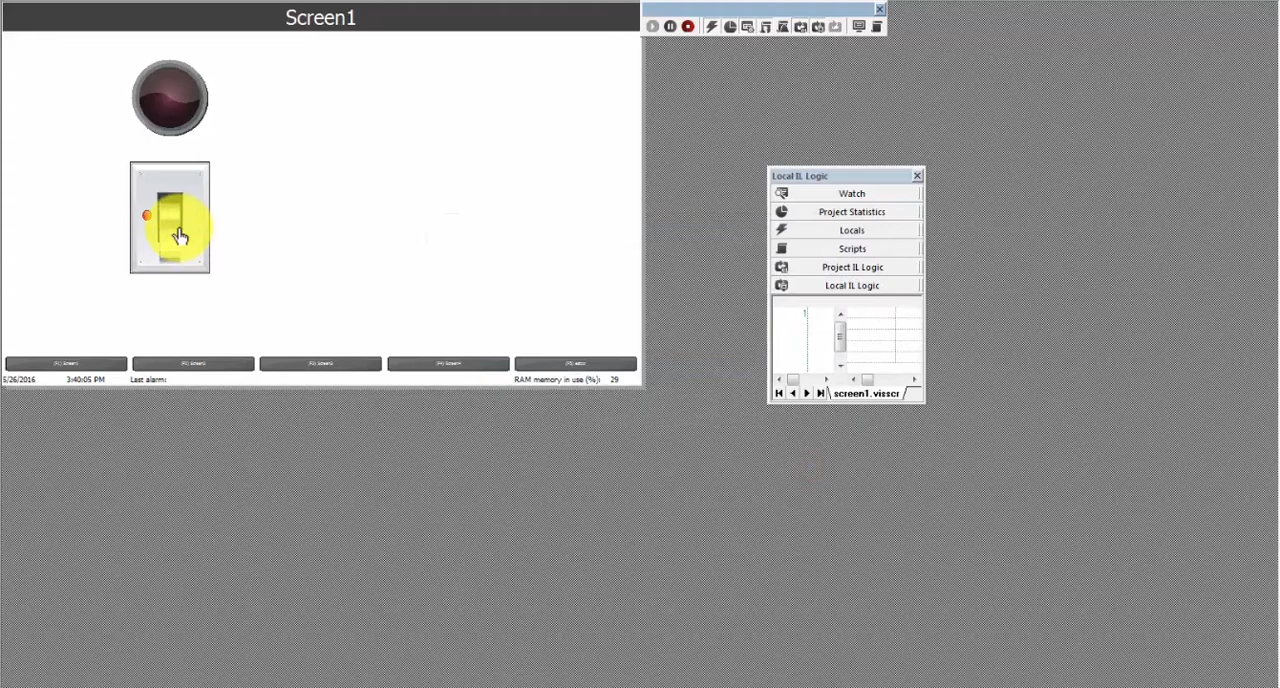 Screen1
Local IL Logic
Watch
Project Statistics
Locals
Scripts
Project IL Logic
Local IL Logic
1
screen1.visscr
5/26/2016 3:40:05 PM Last alarm: RAM memory in use (%): 29